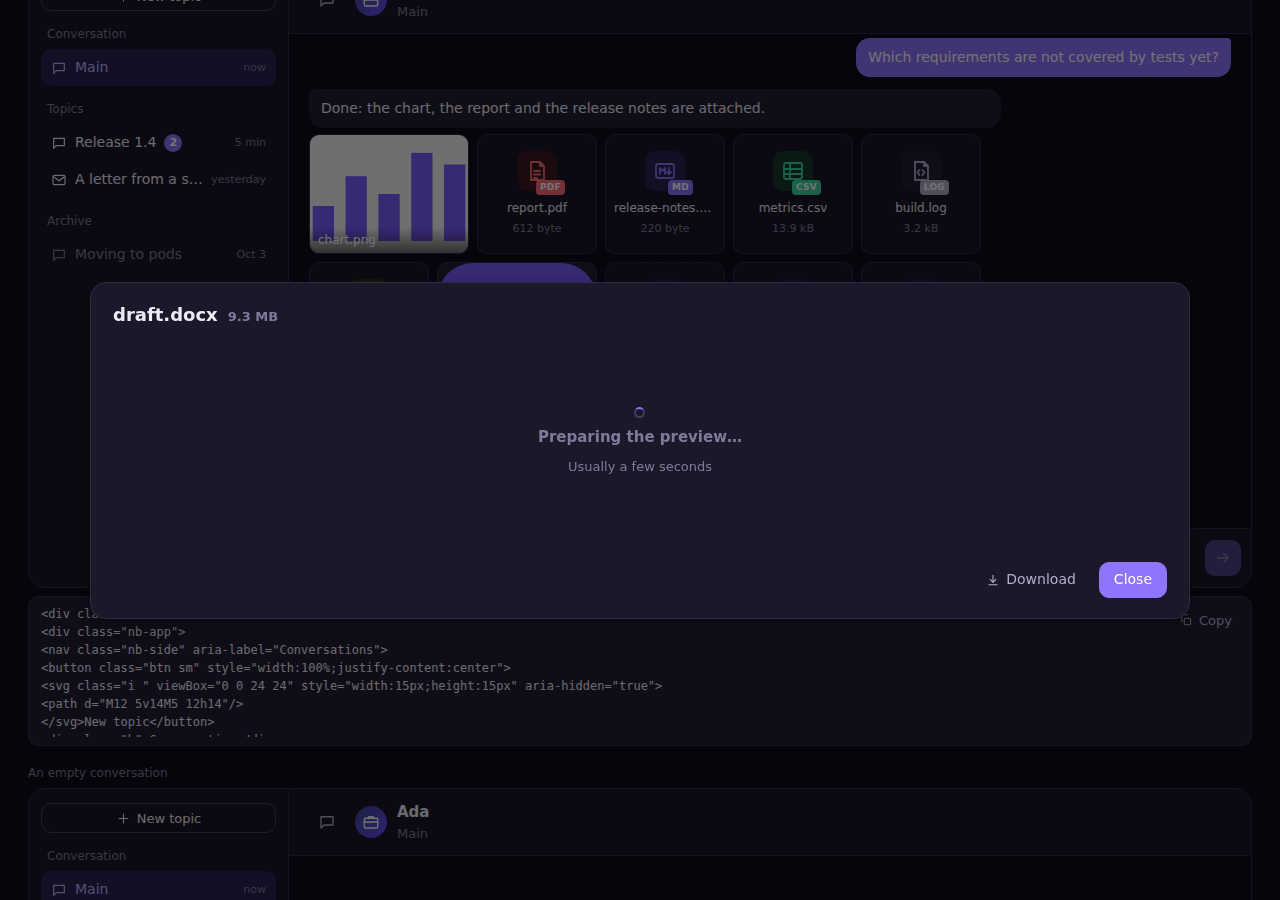 Main
Conversation
Main now
Topics
Release 1.4 2 5 min
A letter from a s... yesterday
Archive
Moving to pods Oct 3
Which requirements are not covered by tests yet?
Done: the chart, the report and the release notes are attached.
chart.png
PDF
report.pdf
612 byte
MD
release-notes....
220 byte
CSV
metrics.csv
13.9 kB
LOG
build.log
3.2 kB
draft.docx 9.3 MB
Preparing the preview...
Usually a few seconds
Download
Close
Copy
<div cla
<div class="nb-app">
<nav class="nb-side" aria-label="Conversations">
<button class="btn sm" style="width:100%;justify-content:center">
<svg class="i " viewBox="0 0 24 24" style="width:15px;height:15px" aria-hidden="true">
<path d="M12 5v14M5 12h14"/>
</svg>New topic</button>
An empty conversation
New topic
Conversation
Main now
Ada
Main